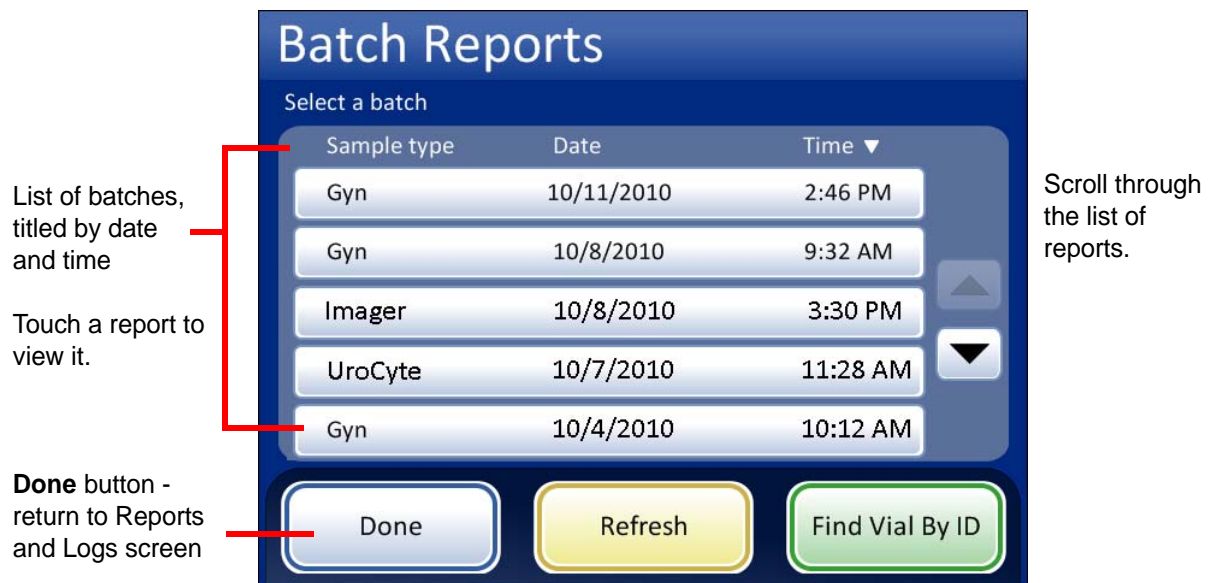 Batch Reports
Select a batch
Sample type Date Time ▼
Gyn 10/11/2010 2:46 PM
Gyn 10/8/2010 9:32 AM
Imager 10/8/2010 3:30 PM
UroCyte 10/7/2010 11:28 AM
Gyn 10/4/2010 10:12 AM
Done Refresh Find Vial By ID
List of batches,
titled by date
and time
Touch a report to
view it.
Done button -
return to Reports
and Logs screen
Scroll through
the list of
reports.